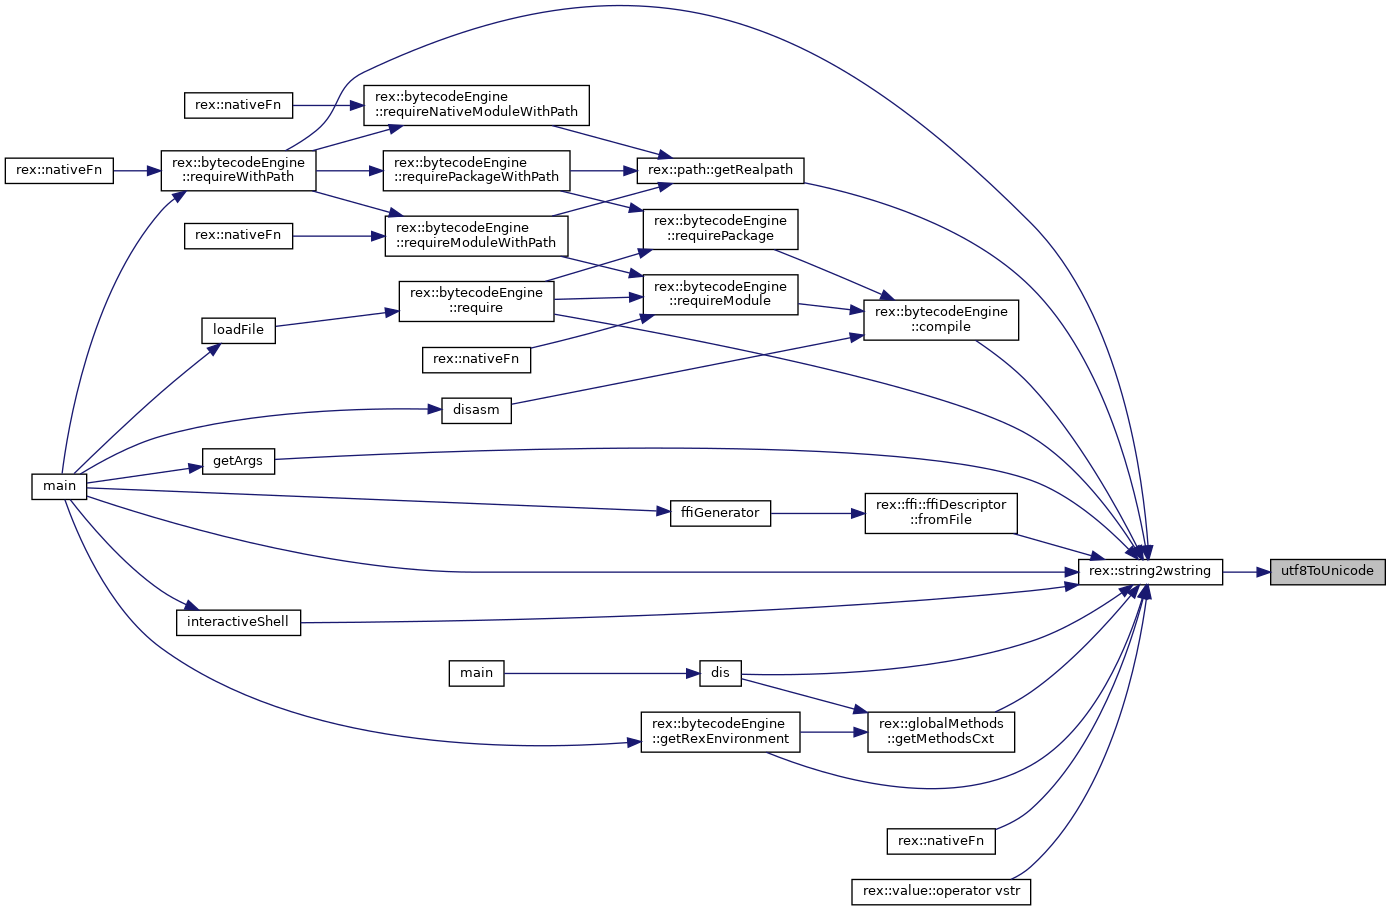 rex::bytecodeEngine
::requireNativeModuleWithPath
rex::nativeFn
rex::bytecodeEngine
::requireWithPath
rex::bytecodeEngine
::requirePackageWithPath
rex::path::getRealpath
rex::nativeFn
rex::bytecodeEngine
::requirePackage
rex::bytecodeEngine
::requireModuleWithPath
rex::nativeFn
rex::bytecodeEngine
::requireModule
rex::bytecodeEngine
::require
rex::bytecodeEngine
::compile
loadFile
rex::nativeFn
disasm
getArgs
main
rex::ffi::ffiDescriptor
::fromFile
ffiGenerator
rex::string2wstring
utf8ToUnicode
interactiveShell
main
dis
rex::bytecodeEngine
::getRexEnvironment
rex::globalMethods
::getMethodsCxt
rex::nativeFn
rex::value::operator vstr